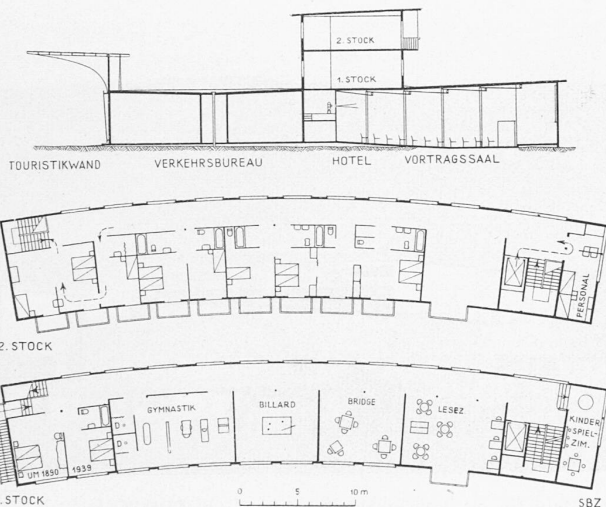 2. STOCK
1. STOCK
TOURISTIKWAND VERKEHRSBUREAU HOTEL VORTRAGSSAAL
PERSONAL
2. STOCK
GYMNASTIK BILLARD BRIDGE LESEZ
KINDER
SPIEL-
ZIM.
UM 1890 1939
. STOCK
0 5 10 m
SBZ